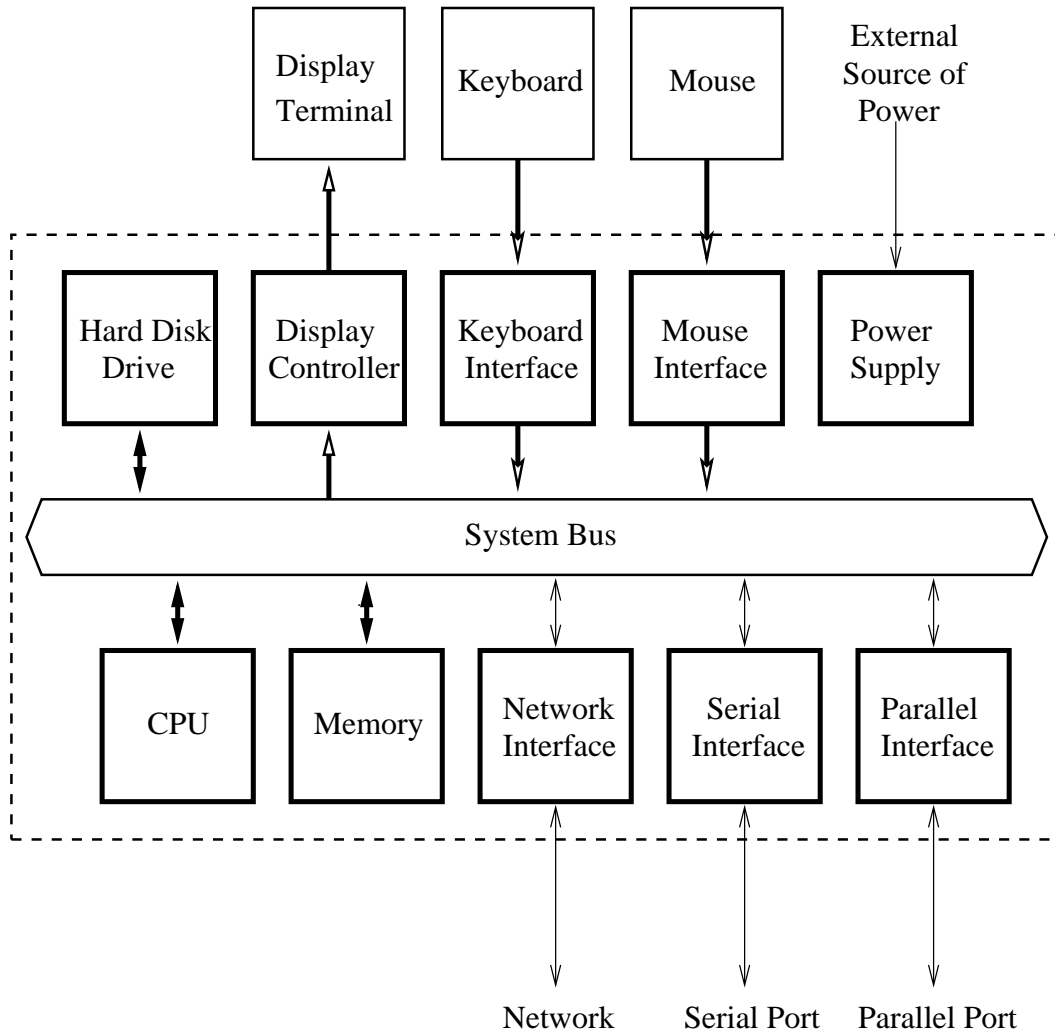 Display
Terminal
Keyboard
Mouse
External
Source of
Power
Hard Disk
Drive
Display
Controller
Keyboard
Interface
Mouse
Interface
Power
Supply
System Bus
CPU
Memory
Network
Interface
Serial
Interface
Parallel
Interface
Network
Serial Port
Parallel Port